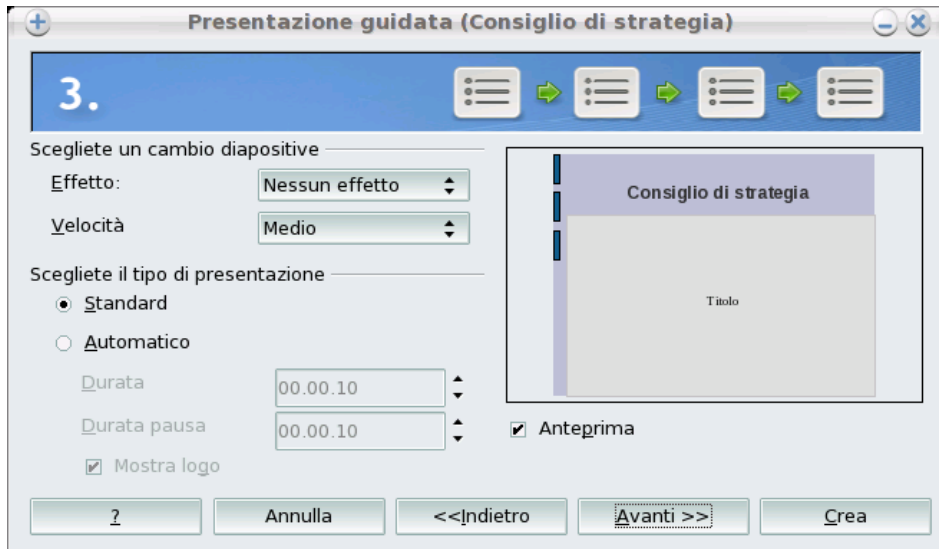 Presentazione guidata (Consiglio di strategia)
3.
Scegliete un cambio diapositive
Effetto:
Nessun effetto
Velocità
Medio
Scegliete il tipo di presentazione
Standard
Automatico
Durata
00.00.10
Durata pausa
00.00.10
Mostra logo
Consiglio di strategia
Titolo
Anteprima
?
Annulla
<<Indietro
Avanti >>
Crea